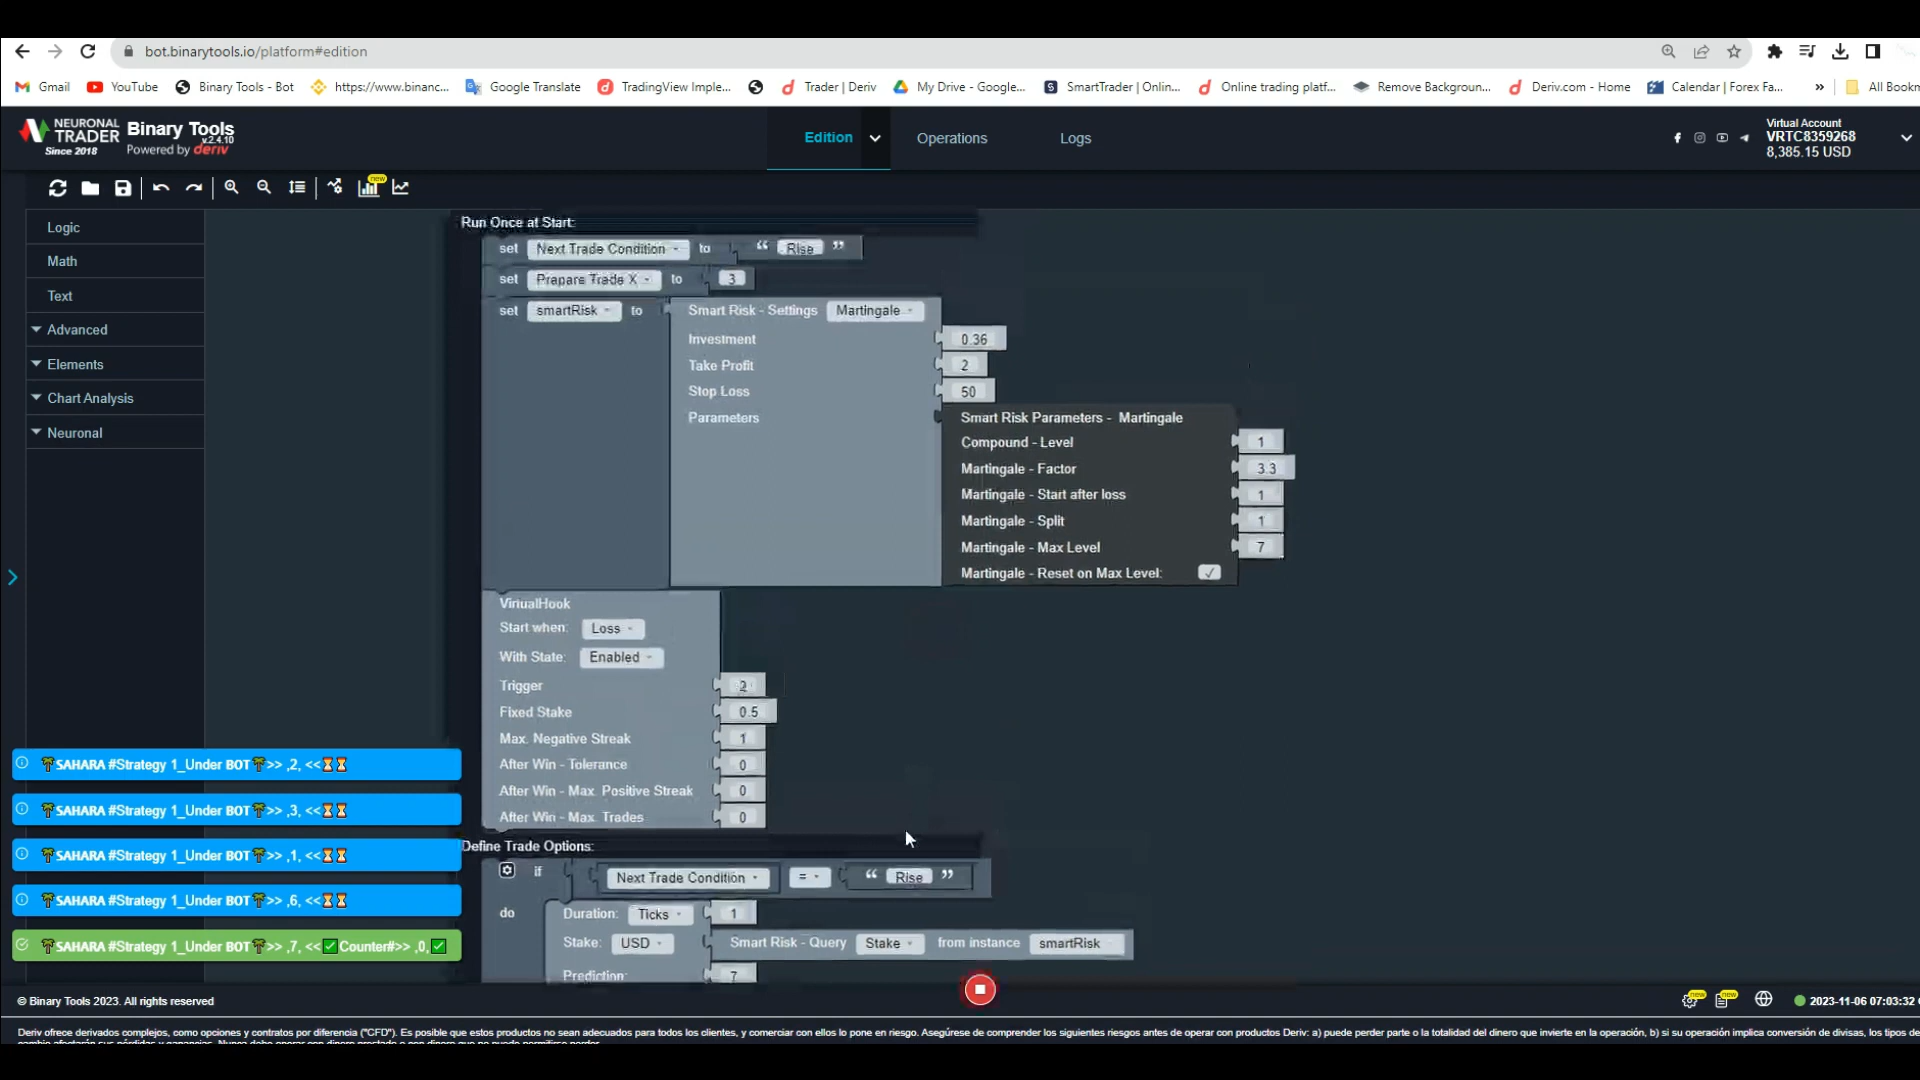 bot.binarytools.io/platform#edition
Gmail YouTube Binary Tools - Bot https://www.binanc... Google Translate TradingView Imple... Trader | Deriv My Drive - Google... SmartTrader | Onlin... Online trading platf... Remove Backgroun... Deriv.com - Home Calendar | Forex Fa... » All Bookm
NEURONAL TRADER Since 2018
Binary Tools
v.2.4.10
Powered by deriv
Edition Operations Logs
Virtual Account
VRTC8359268
8,385.15 USD
new
Logic
Math
Text
Advanced
Elements
Chart Analysis
Neuronal
Run Once at Start:
set Next Trade Condition to “ Rise ”
set Prepare Trade X to 3
set smartRisk to Smart Risk - Settings Martingale
Investment 0.36
Take Profit 2
Stop Loss 50
Parameters Smart Risk Parameters - Martingale
Compound - Level 1
Martingale - Factor 3.3
Martingale - Start after loss 1
Martingale - Split 1
Martingale - Max Level 7
Martingale - Reset on Max Level: ✓
VirtualHook
Start when: Loss
With State: Enabled
Trigger 2
Fixed Stake 0.5
Max. Negative Streak 1
After Win - Tolerance 0
After Win - Max. Positive Streak 0
After Win - Max. Trades 0
Define Trade Options:
if Next Trade Condition = “ Rise ”
do Duration: Ticks 1
Stake: USD Smart Risk - Query Stake from instance smartRisk
Prediction: 7
🌴SAHARA #Strategy 1_Under BOT🌴>> ,2, <<⌛⌛
🌴SAHARA #Strategy 1_Under BOT🌴>> ,3, <<⌛⌛
🌴SAHARA #Strategy 1_Under BOT🌴>> ,1, <<⌛⌛
🌴SAHARA #Strategy 1_Under BOT🌴>> ,6, <<⌛⌛
🌴SAHARA #Strategy 1_Under BOT🌴>> ,7, <<✅Counter#>> ,0,✅
© Binary Tools 2023. All rights reserved
new new 2023-11-06 07:03:32
Deriv ofrece derivados complejos, como opciones y contratos por diferencia ("CFD"). Es posible que estos productos no sean adecuados para todos los clientes, y comerciar con ellos lo pone en riesgo. Asegúrese de comprender los siguientes riesgos antes de operar con productos Deriv: a) puede perder parte o la totalidad del dinero que invierte en la operación, b) si su operación implica conversión de divisas, los tipos de